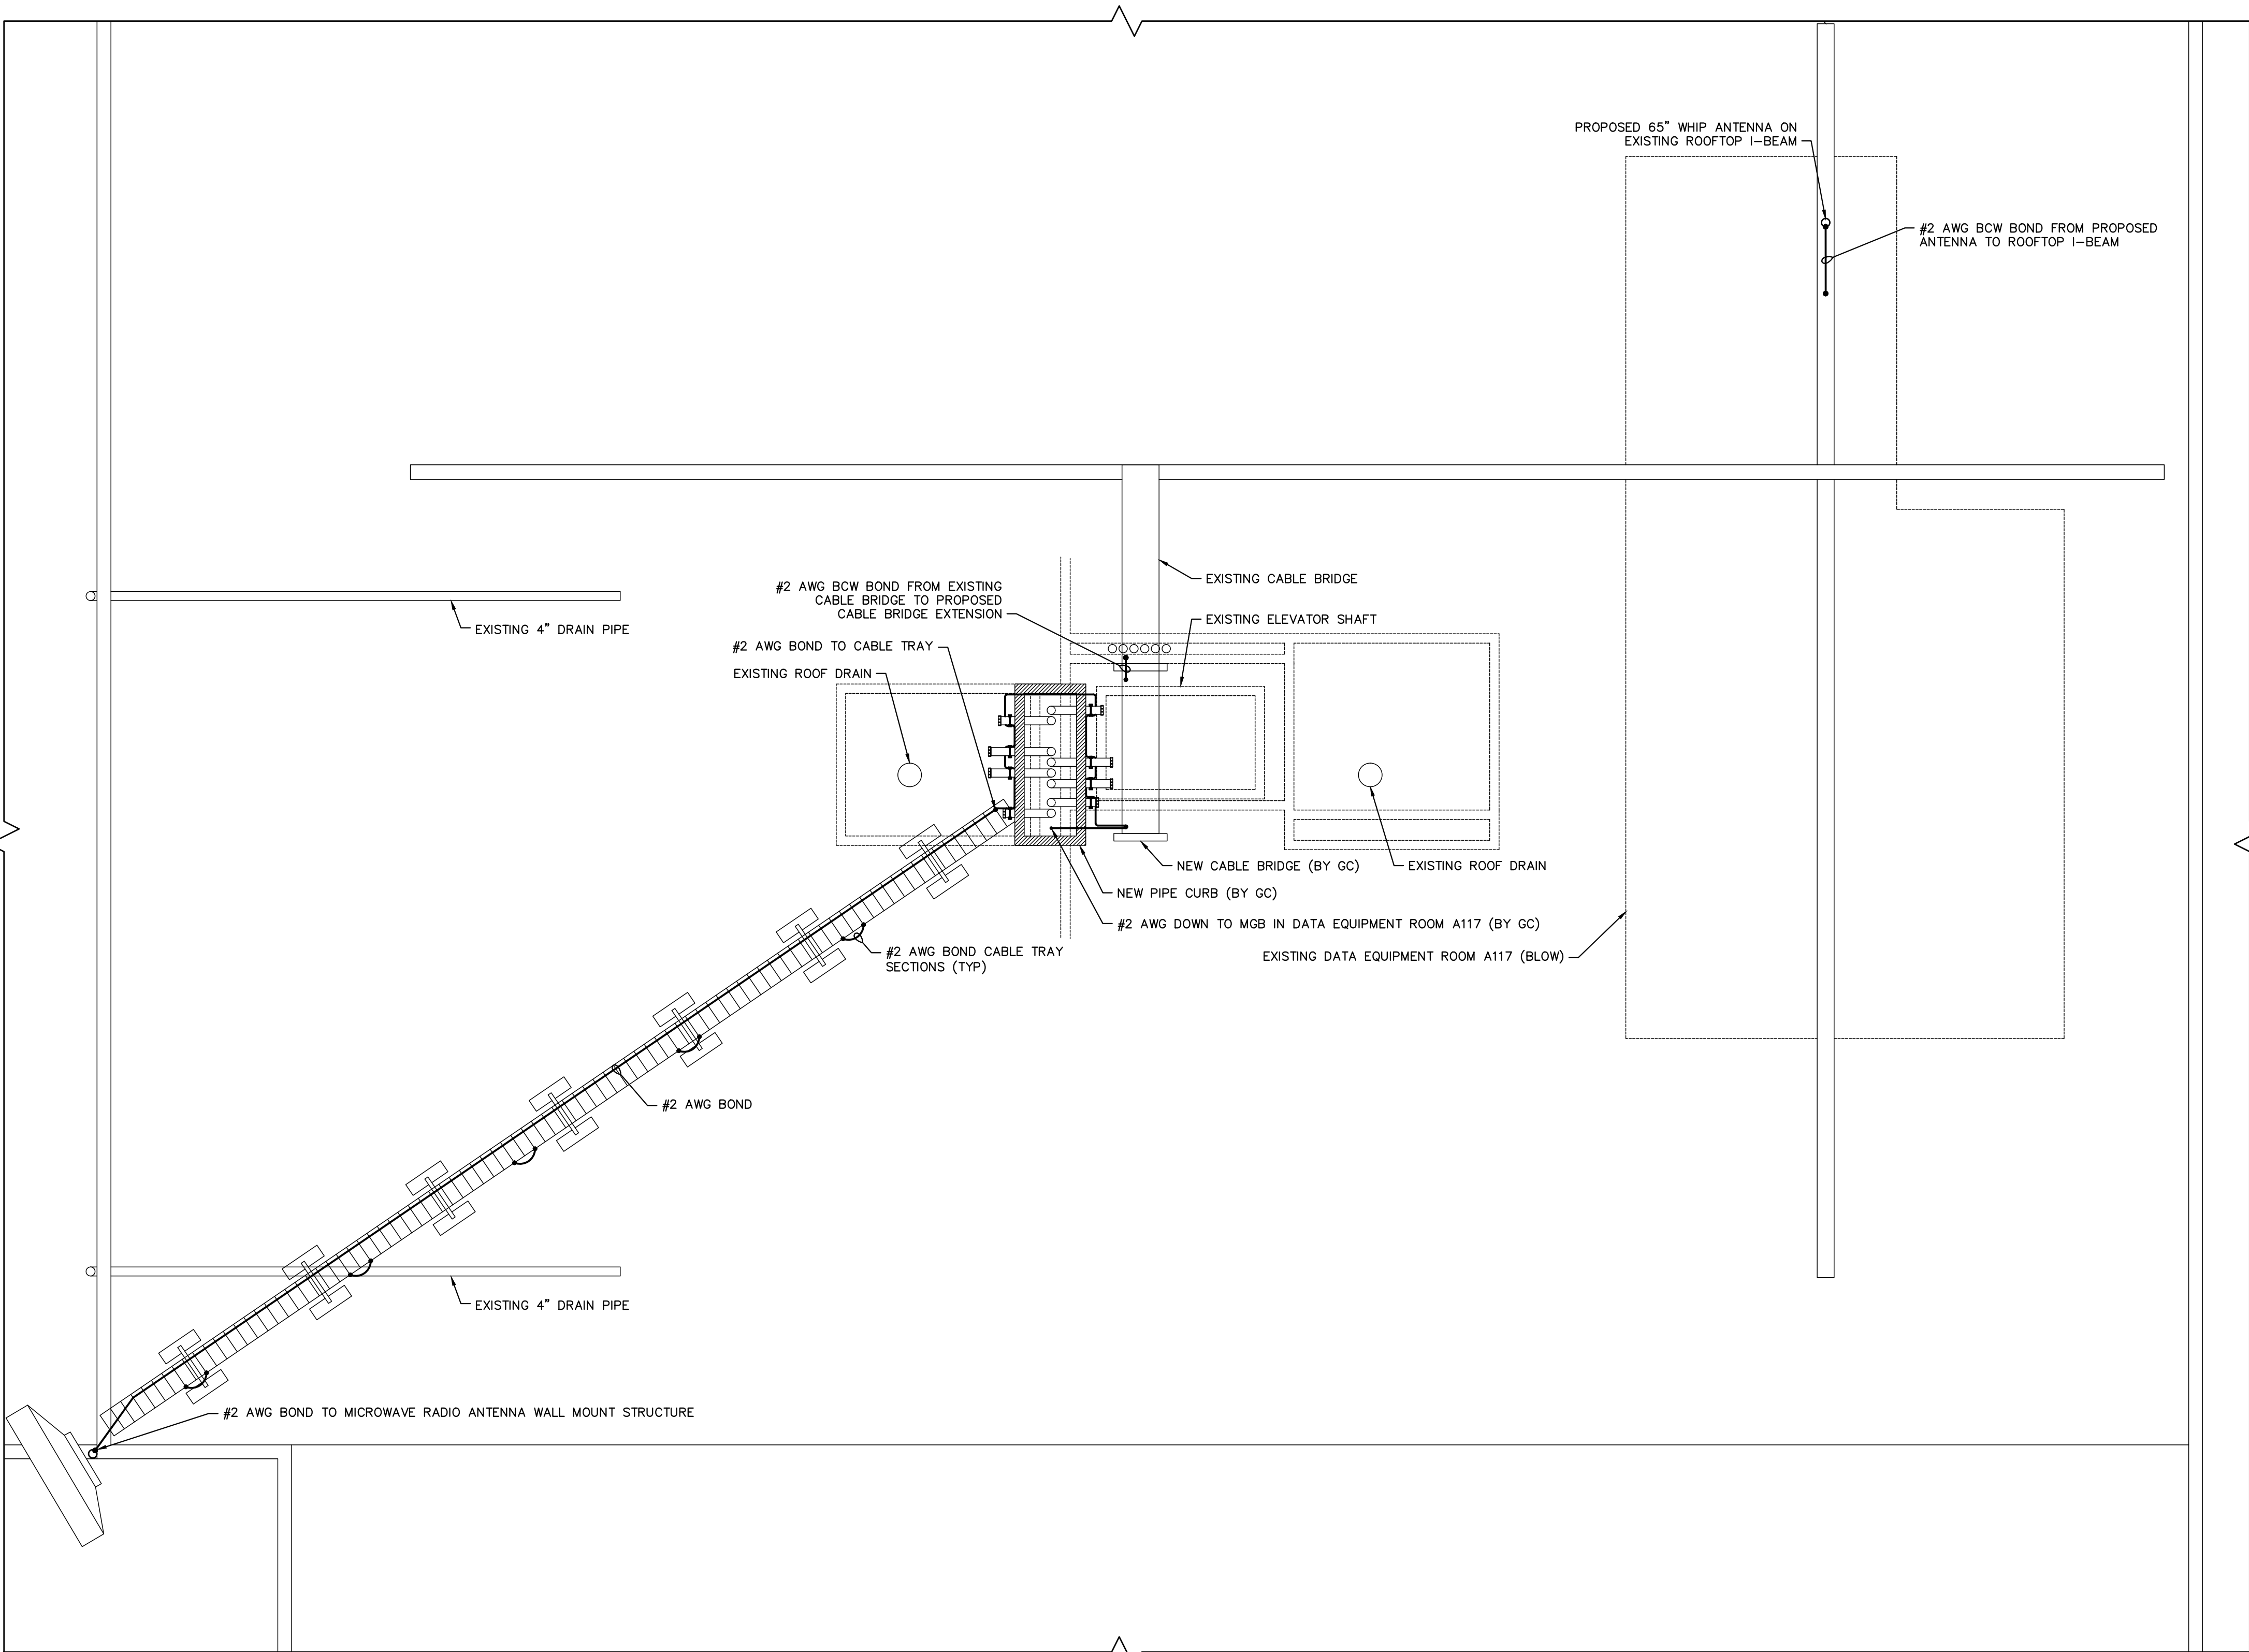 PROPOSED 65" WHIP ANTENNA ON
EXISTING ROOFTOP I-BEAM
#2 AWG BCW BOND FROM PROPOSED
ANTENNA TO ROOFTOP I-BEAM
EXISTING CABLE BRIDGE
#2 AWG BCW BOND FROM EXISTING
CABLE BRIDGE TO PROPOSED
CABLE BRIDGE EXTENSION
EXISTING ELEVATOR SHAFT
EXISTING 4" DRAIN PIPE
#2 AWG BOND TO CABLE TRAY
EXISTING ROOF DRAIN
NEW CABLE BRIDGE (BY GC)
EXISTING ROOF DRAIN
NEW PIPE CURB (BY GC)
#2 AWG DOWN TO MGB IN DATA EQUIPMENT ROOM A117 (BY GC)
#2 AWG BOND CABLE TRAY
SECTIONS (TYP)
EXISTING DATA EQUIPMENT ROOM A117 (BLOW)
#2 AWG BOND
EXISTING 4" DRAIN PIPE
#2 AWG BOND TO MICROWAVE RADIO ANTENNA WALL MOUNT STRUCTURE